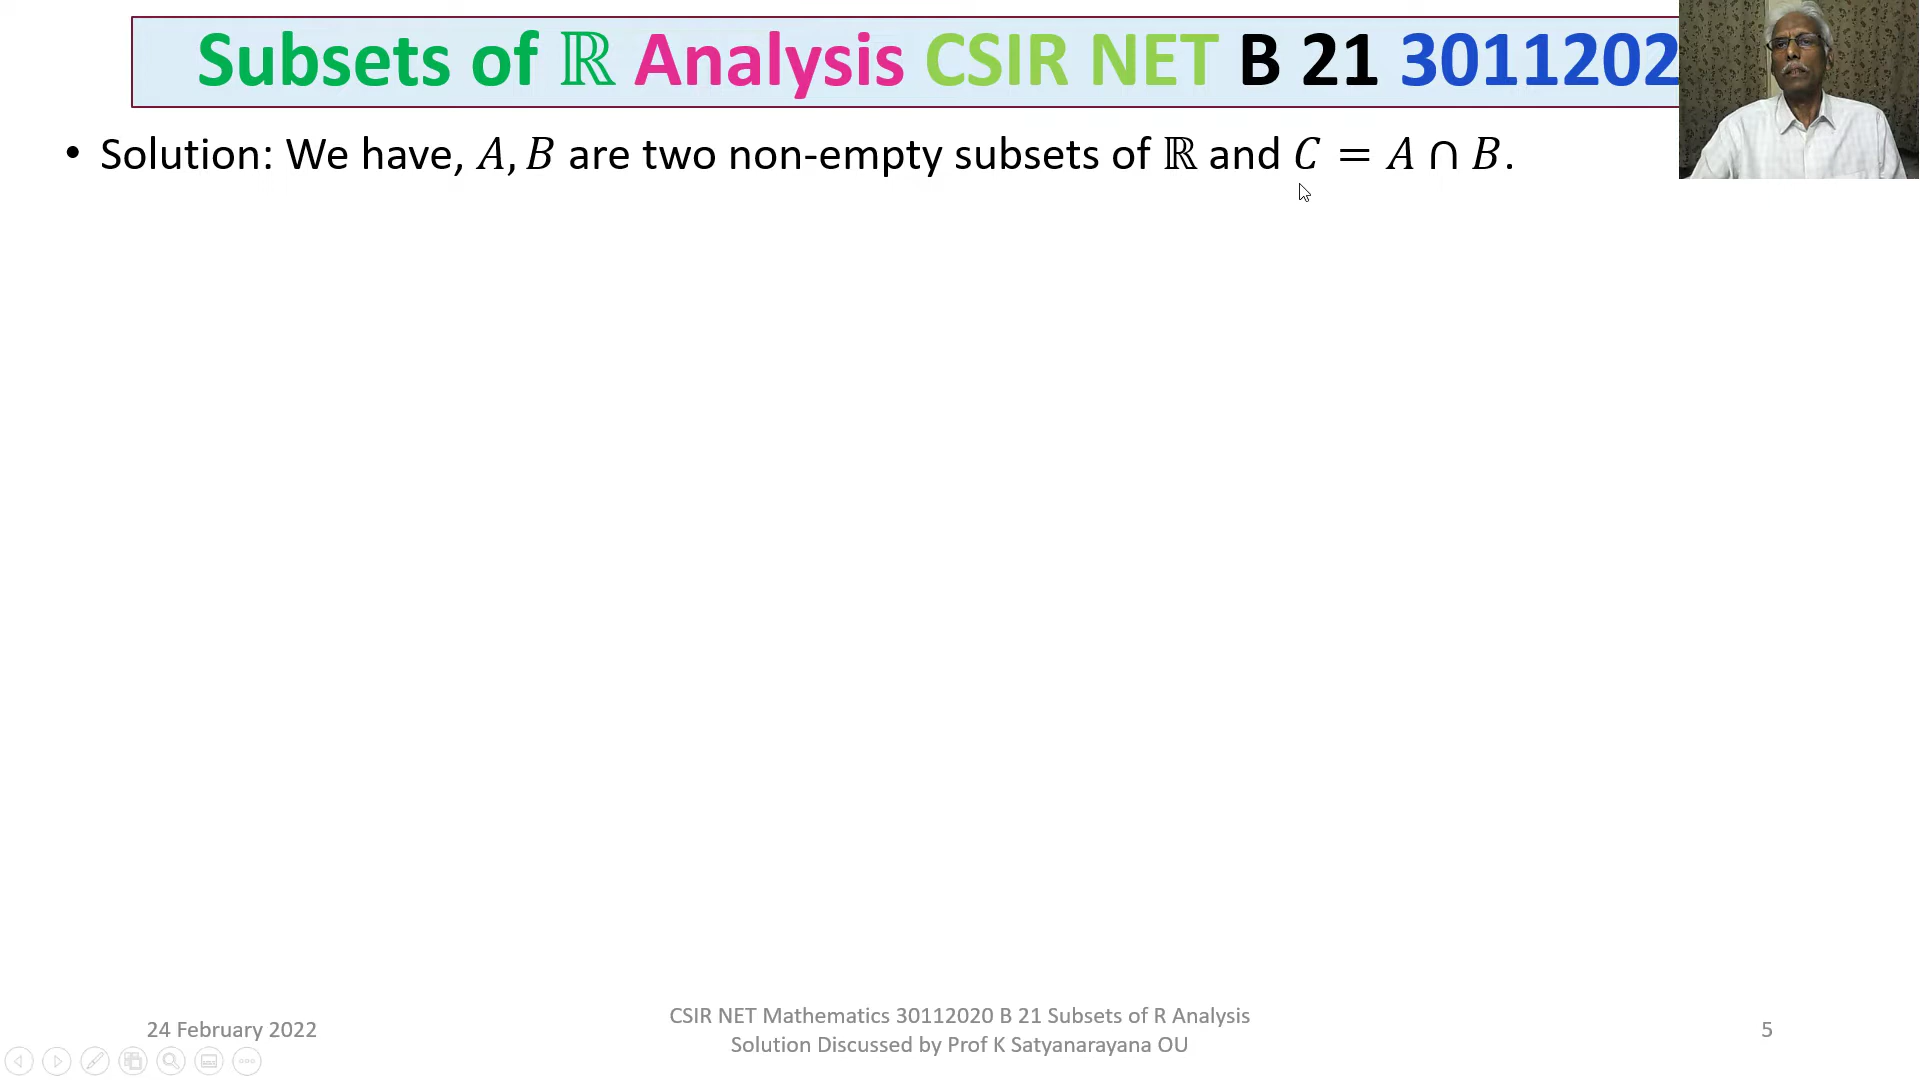 Subsets of ℝ Analysis CSIR NET B 21 3011202
• Solution: We have, A, B are two non-empty subsets of ℝ and C = A ∩ B.
24 February 2022
CSIR NET Mathematics 30112020 B 21 Subsets of R Analysis
Solution Discussed by Prof K Satyanarayana OU
5